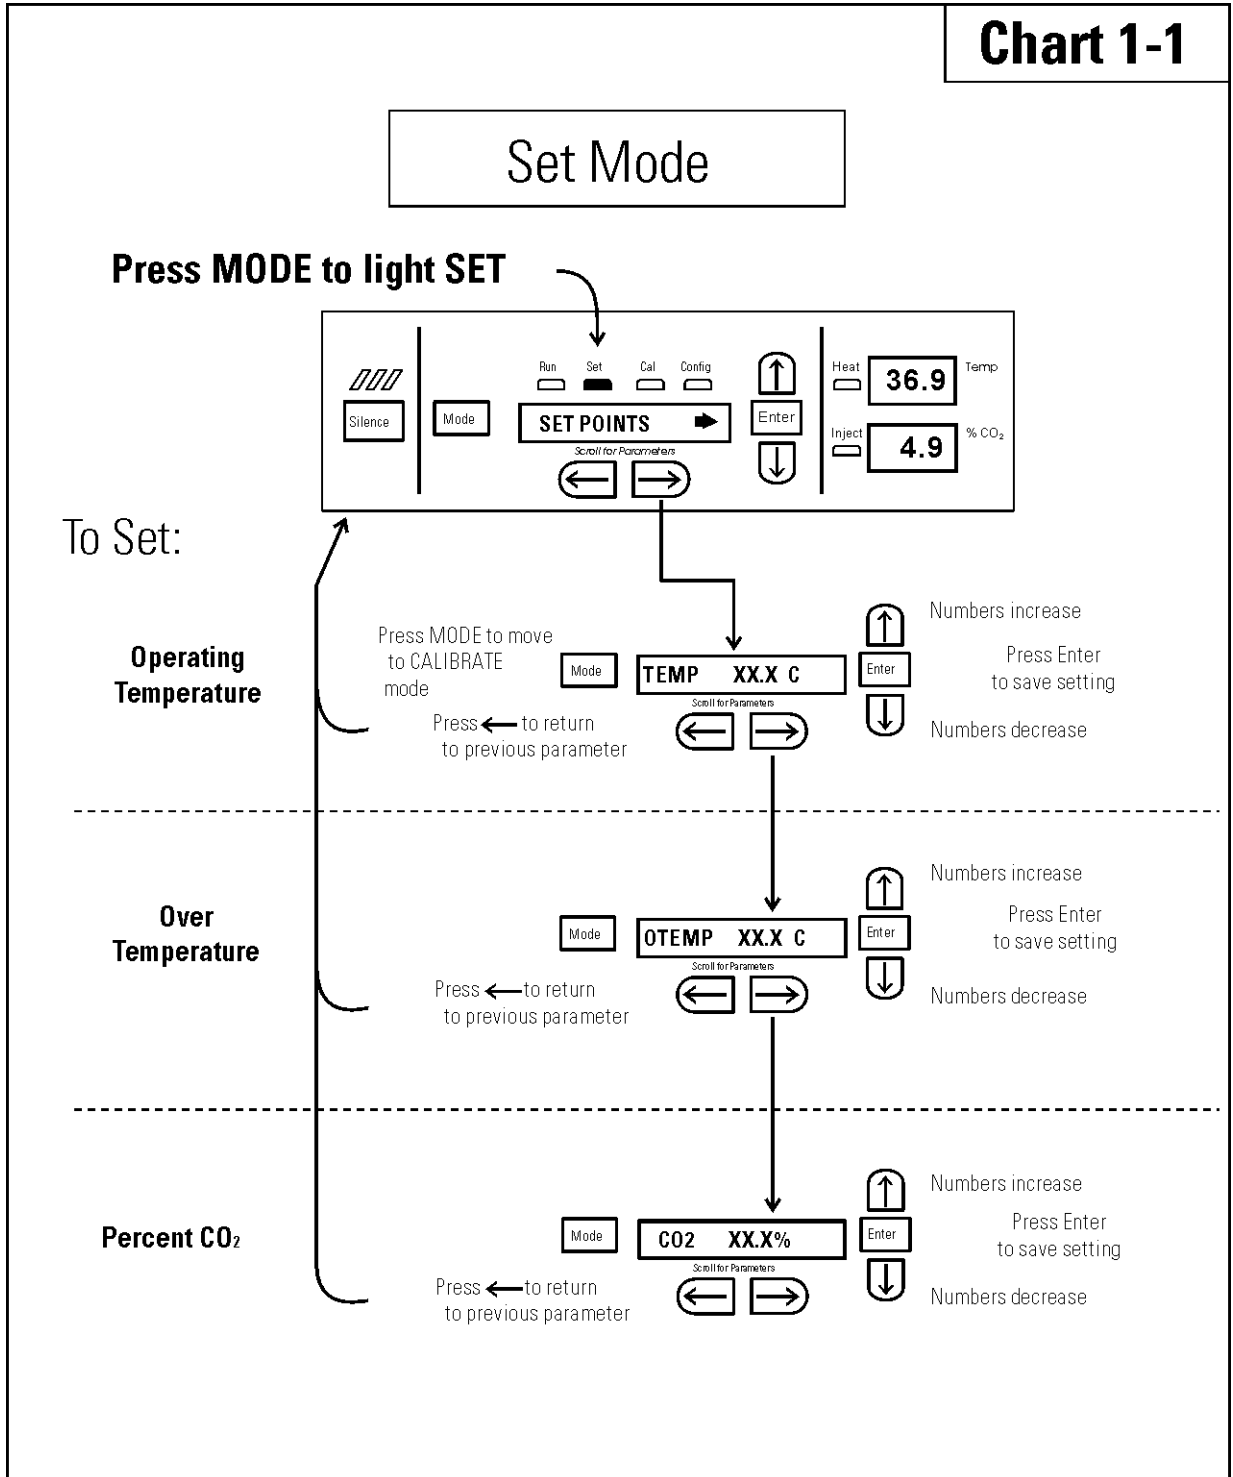 Chart 1-1
Set Mode
Press MODE to light SET
Run Set Cal Config
Heat 36.9 Temp
Silence Mode SET POINTS Enter
Inject 4.9 % CO2
Scroll for Parameters
To Set:
Operating
Temperature
Press MODE to move
to CALIBRATE
mode
Mode
TEMP XX.X C
Scroll for Parameters
Press ← to return
to previous parameter
Numbers increase
Enter
Press Enter
to save setting
Numbers decrease
Over
Temperature
Mode
OTEMP XX.X C
Scroll for Parameters
Press ← to return
to previous parameter
Numbers increase
Enter
Press Enter
to save setting
Numbers decrease
Percent CO2
Mode
CO2 XX.X%
Scroll for Parameters
Press ← to return
to previous parameter
Numbers increase
Enter
Press Enter
to save setting
Numbers decrease